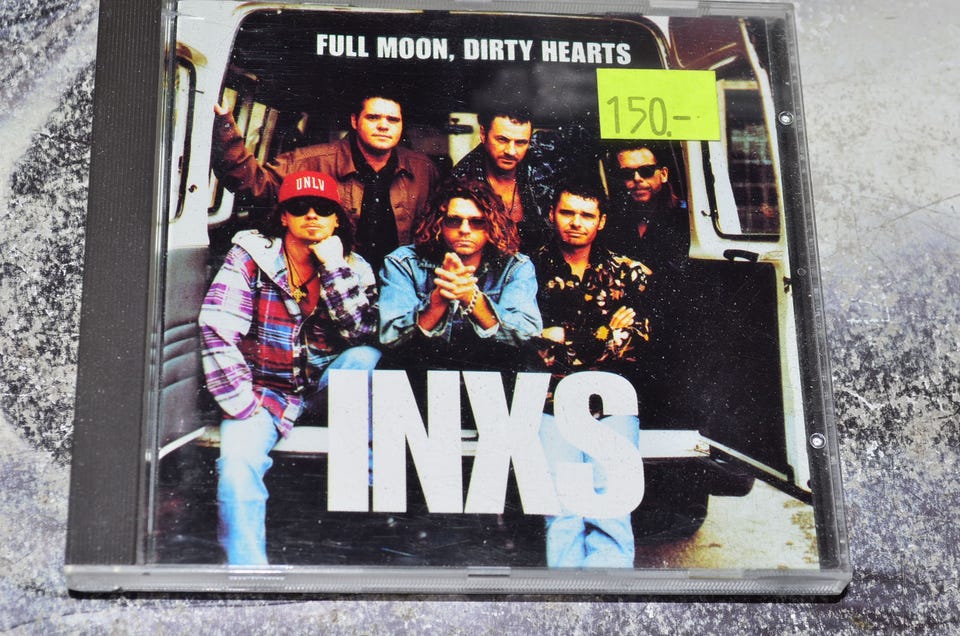 FULL MOON, DIRTY HEARTS
150.-
UNLV
INXS